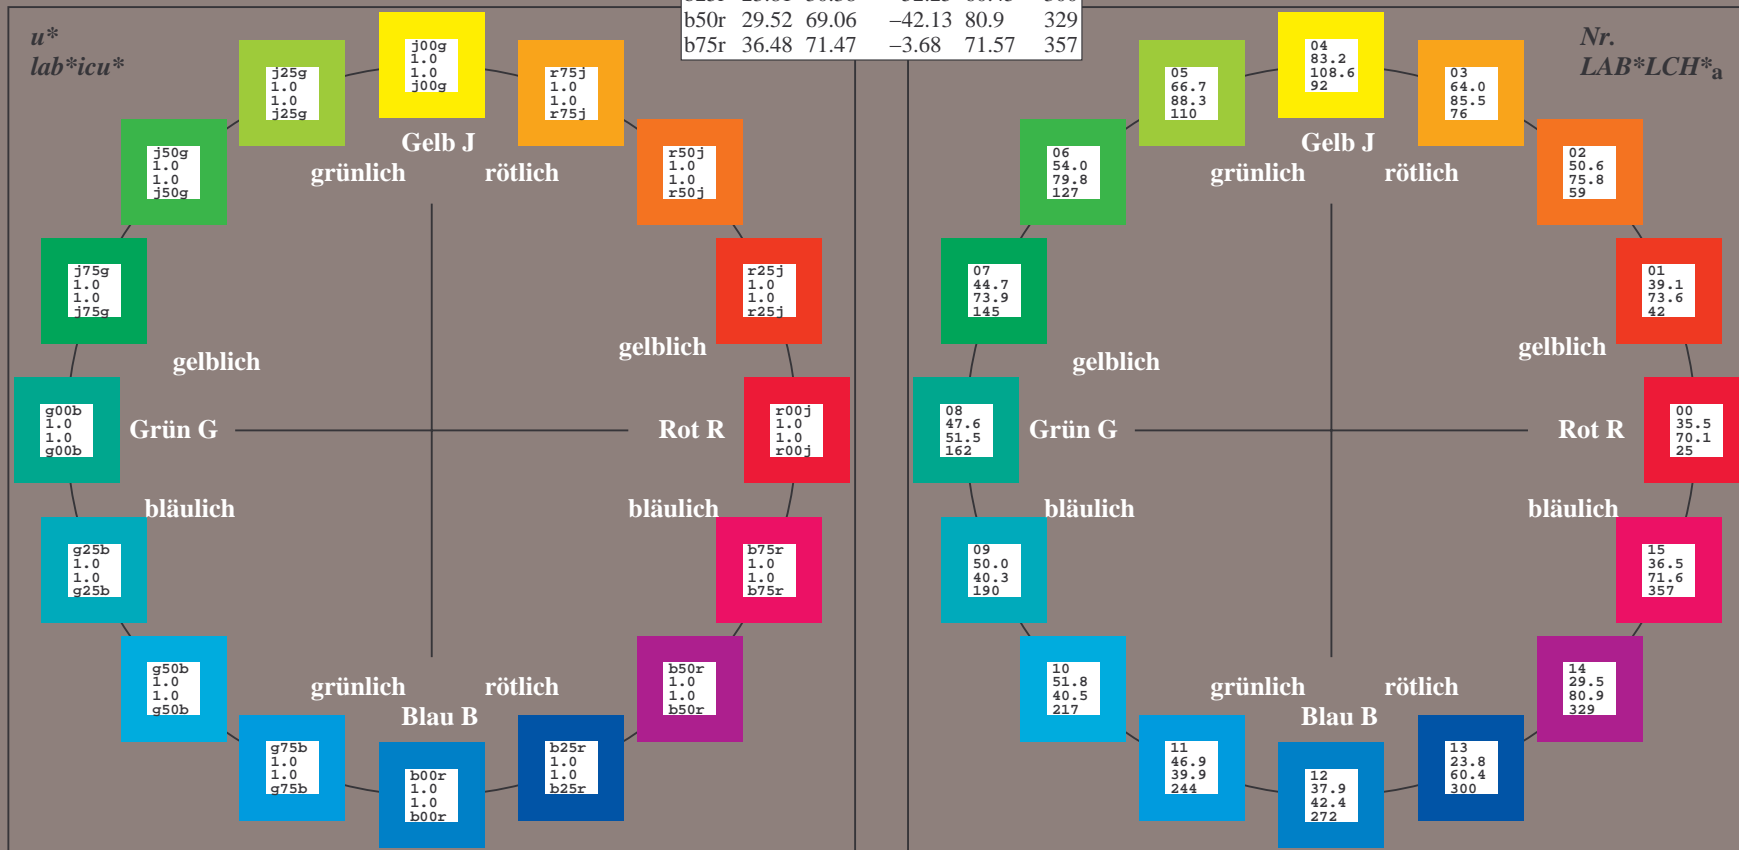 b50r 29.52 69.06 −42.13 80.9 329
b75r 36.48 71.47 −3.68 71.57 357
u*
lab*icu*
j00g
1.0
1.0
j00g
j25g
1.0
1.0
j25g
r75j
1.0
1.0
r75j
Gelb J
grünlich rötlich
j50g
1.0
1.0
j50g
r50j
1.0
1.0
r50j
j75g
1.0
1.0
j75g
r25j
1.0
1.0
r25j
gelblich gelblich
g00b
1.0
1.0
g00b
Grün G Rot R
r00j
1.0
1.0
r00j
bläulich bläulich
g25b
1.0
1.0
g25b
b75r
1.0
1.0
b75r
g50b
1.0
1.0
g50b
b50r
1.0
1.0
b50r
grünlich rötlich
Blau B
g75b
1.0
1.0
g75b
b00r
1.0
1.0
b00r
b25r
1.0
1.0
b25r
Nr.
LAB*LCH*a
04
83.2
108.6
92
05
66.7
88.3
110
03
64.0
85.5
76
Gelb J
grünlich rötlich
06
54.0
79.8
127
02
50.6
75.8
59
07
44.7
73.9
145
01
39.1
73.6
42
gelblich gelblich
08
47.6
51.5
162
Grün G Rot R
00
35.5
70.1
25
bläulich bläulich
09
50.0
40.3
190
15
36.5
71.6
357
10
51.8
40.5
217
14
29.5
80.9
329
grünlich rötlich
Blau B
11
46.9
39.9
244
12
37.9
42.4
272
13
23.8
60.4
300